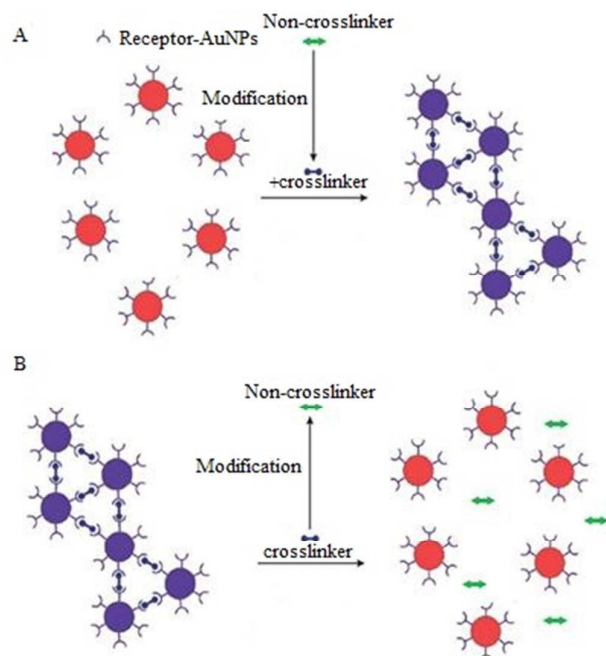 A
Non-crosslinker
Receptor-AuNPs
Modification
+crosslinker
B
Non-crosslinker
Modification
crosslinker